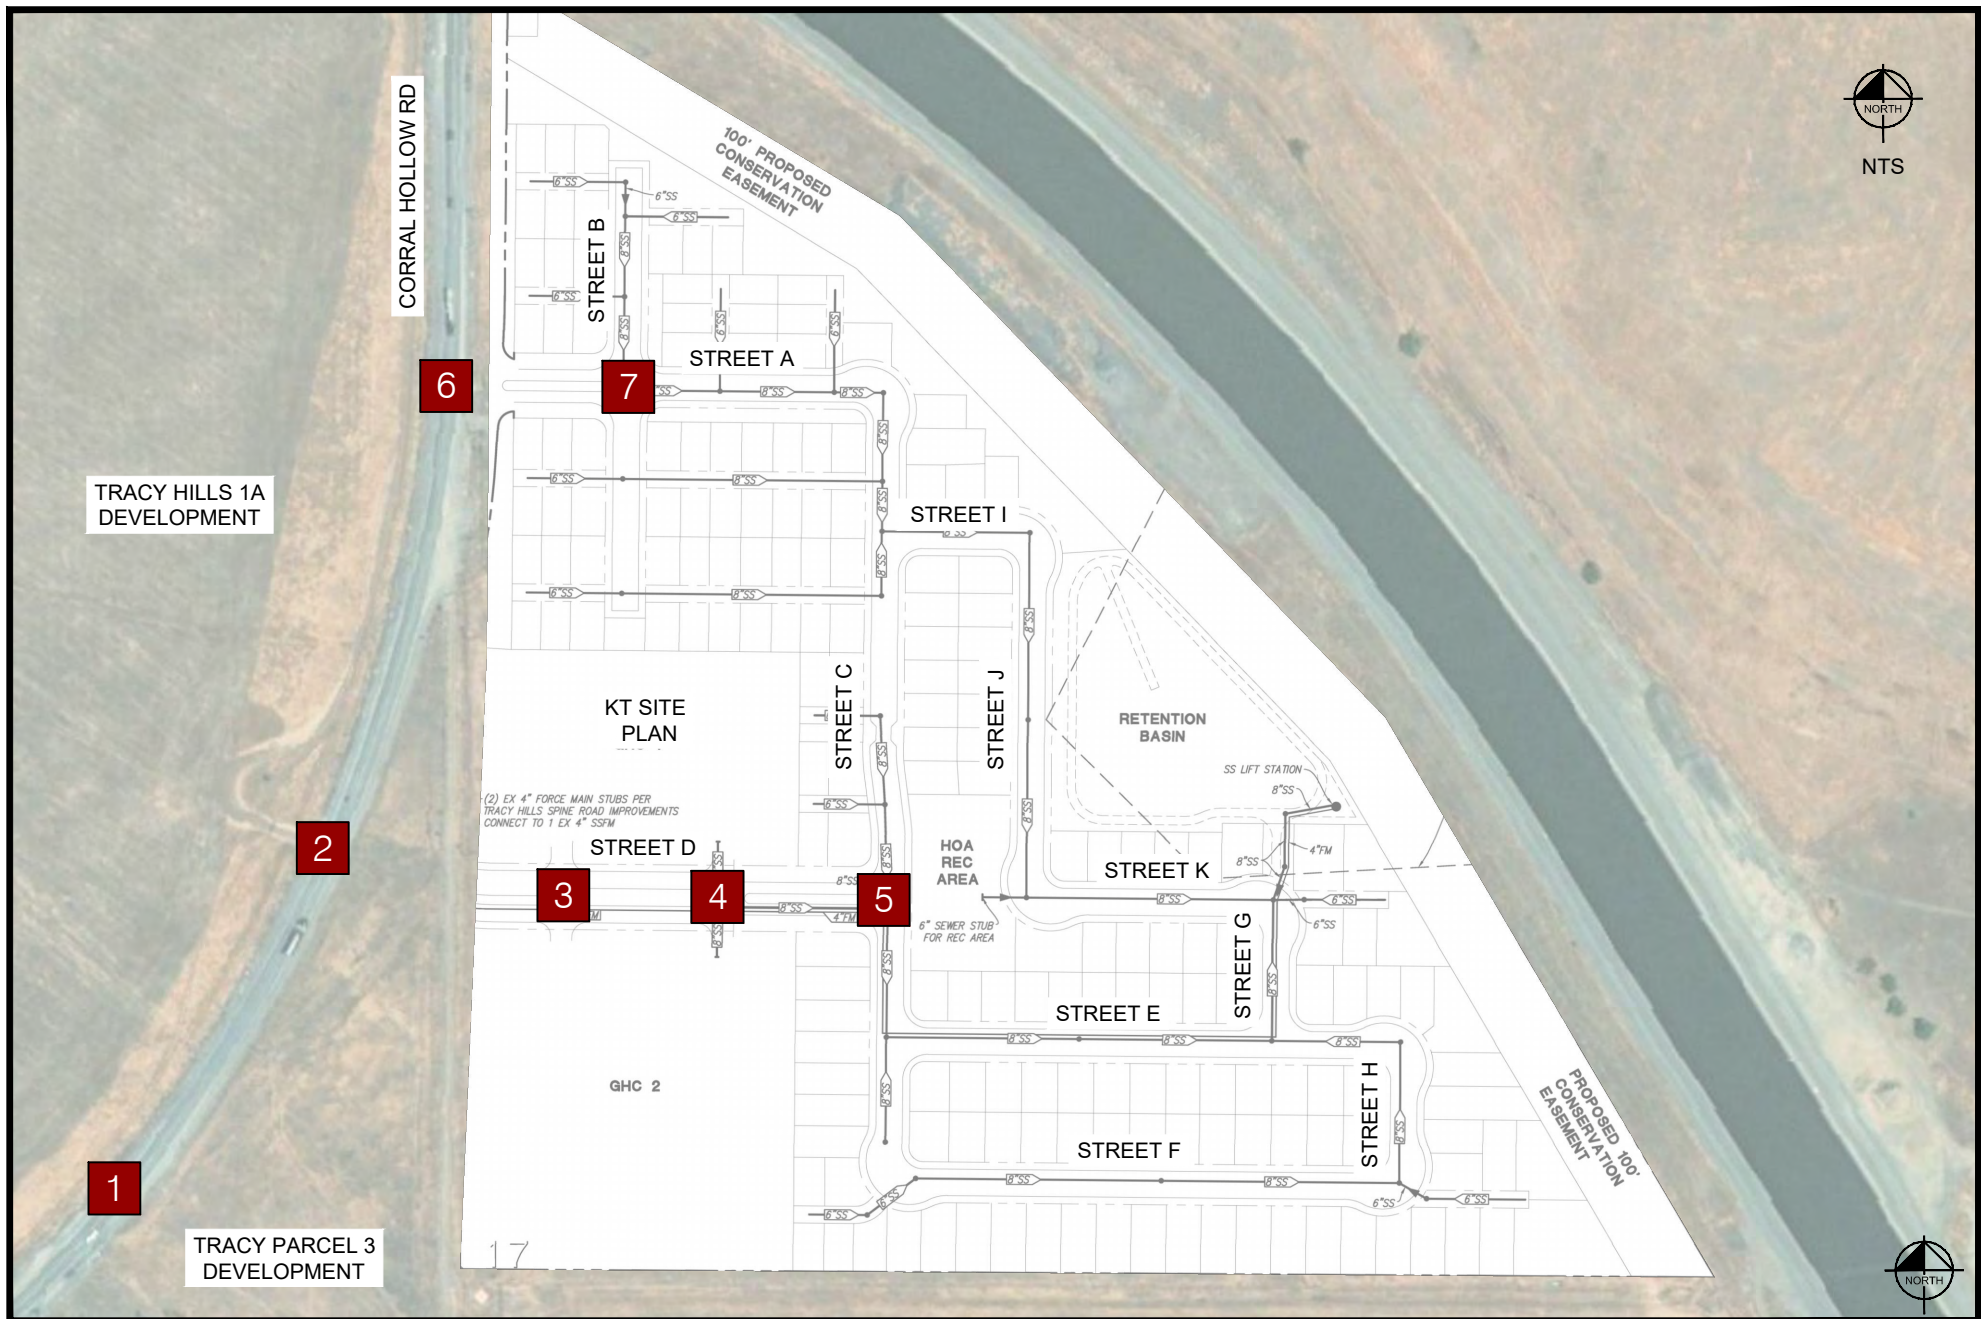 CORRAL HOLLOW RD
100' PROPOSED
CONSERVATION
EASEMENT
NORTH
NTS
6"SS
6"SS
6"SS
STREET B
8"SS
6"SS
8"SS
6"SS
6"SS
STREET A
6
7
8"SS
8"SS
8"SS
6"SS
8"SS
TRACY HILLS 1A
DEVELOPMENT
8"SS
STREET I
8"SS
8"SS
6"SS
8"SS
8"SS
KT SITE
PLAN
STREET C
STREET J
RETENTION
BASIN
8"SS
SS LIFT STATION
8"SS
(2) EX 4" FORCE MAIN STUBS PER
TRACY HILLS SPINE ROAD IMPROVEMENTS
CONNECT TO 1 EX 4" SSFM
6"SS
8"SS
2
STREET D
8"SS
8"SS
HOA
REC
AREA
4"FM
8"SS
STREET K
3
4
5
8"SS
4"FM
8"SS
8"SS
6"SS
6"SS
6" SEWER STUB
FOR REC AREA
8"SS
STREET G
8"SS
STREET E
8"SS
8"SS
8"SS
GHC 2
8"SS
STREET H
8"SS
STREET F
PROPOSED 100'
CONSERVATION
EASEMENT
1
8"SS
8"SS
6"SS
6"SS
6"SS
6"SS
TRACY PARCEL 3
DEVELOPMENT
17
NORTH